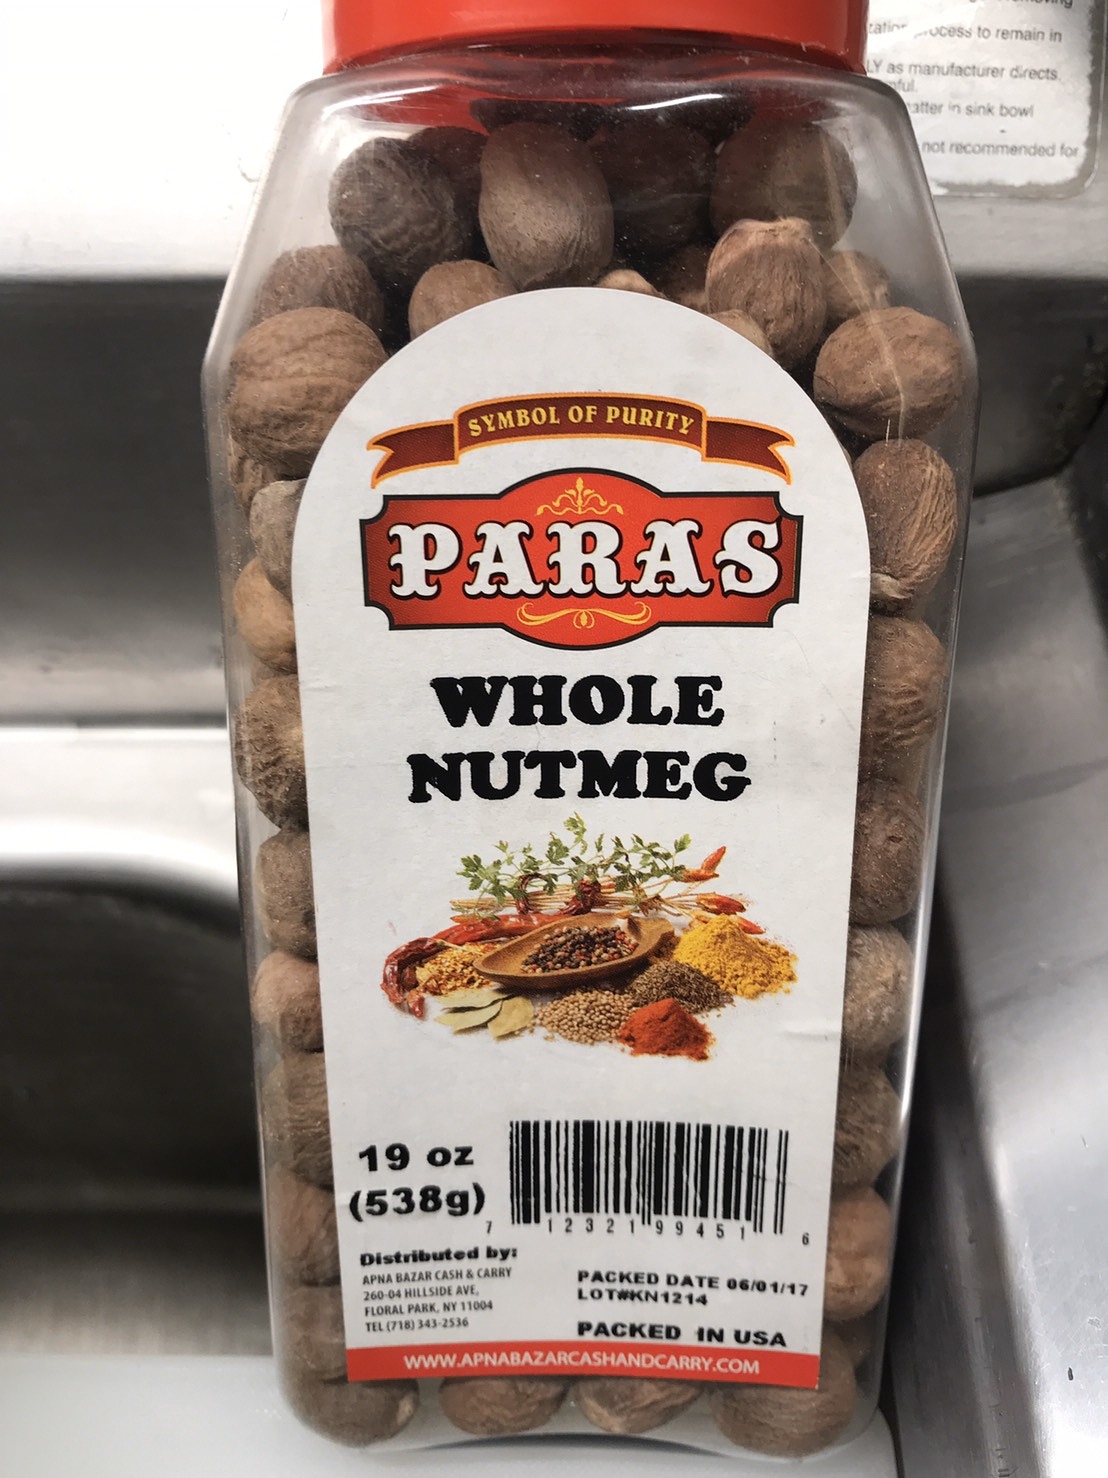 process to remain in
LY as manufacturer directs.
in sink bowl
not recommended for
SYMBOL OF PURITY
PARAS
WHOLE
NUTMEG
19 oz
(538g)
7 12321 99451 6
Distributed by:
APNA BAZAR CASH & CARRY
260-04 HILLSIDE AVE,
FLORAL PARK, NY 11004
TEL (718) 343-2536
PACKED DATE 06/01/17
LOT#KN1214
PACKED IN USA
WWW.APNABAZARCASHANDCARRY.COM